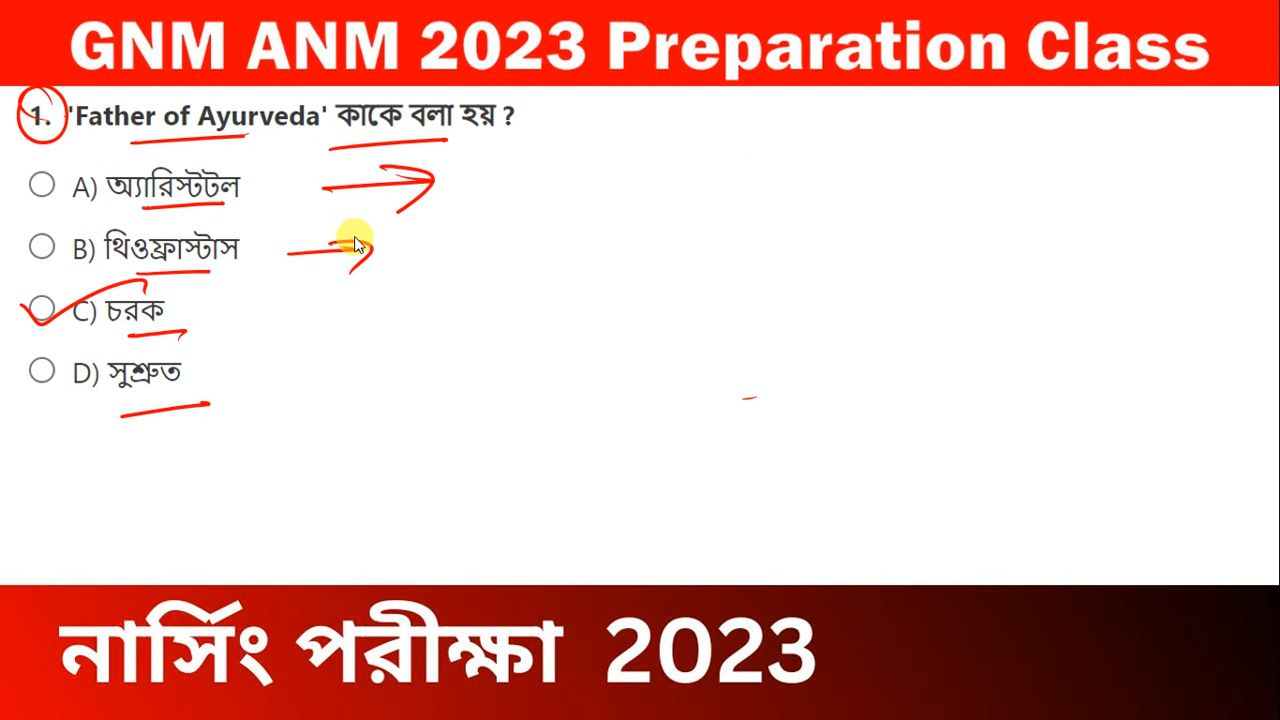 GNM ANM 2023 Preparation Class
1. 'Father of Ayurveda' কাকে বলা হয় ?
A) অ্যারিস্টটল
B) থিওফ্রাস্টাস
C) চরক
D) সুশ্রুত
নার্সিং পরীক্ষা 2023